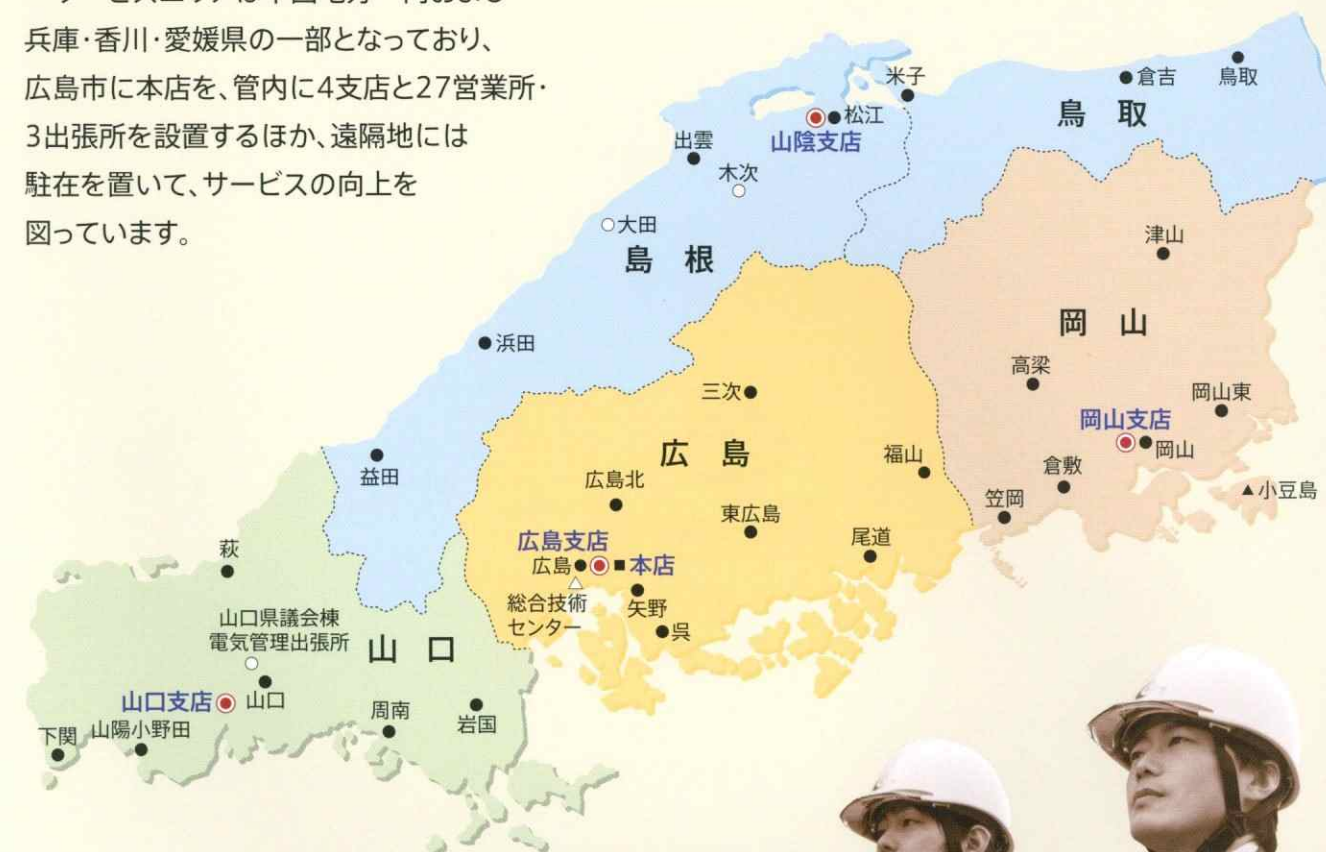 兵庫・香川・愛媛県の一部となっており、
広島市に本店を、管内に4支店と27営業所・
3出張所を設置するほか、遠隔地には
駐在を置いて、サービスの向上を
図っています。
米子
倉吉
鳥取
鳥 取
松江
山陰支店
出雲
木次
大田
島 根
津山
岡 山
浜田
高梁
三次
岡山東
岡山支店
岡山
広 島
福山
益田
倉敷
広島北
小豆島
笠岡
東広島
尾道
広島支店
広島
本店
萩
総合技術
センター
矢野
呉
山口県議会棟
電気管理出張所
山 口
山口支店
山口
周南
岩国
下関
山陽小野田